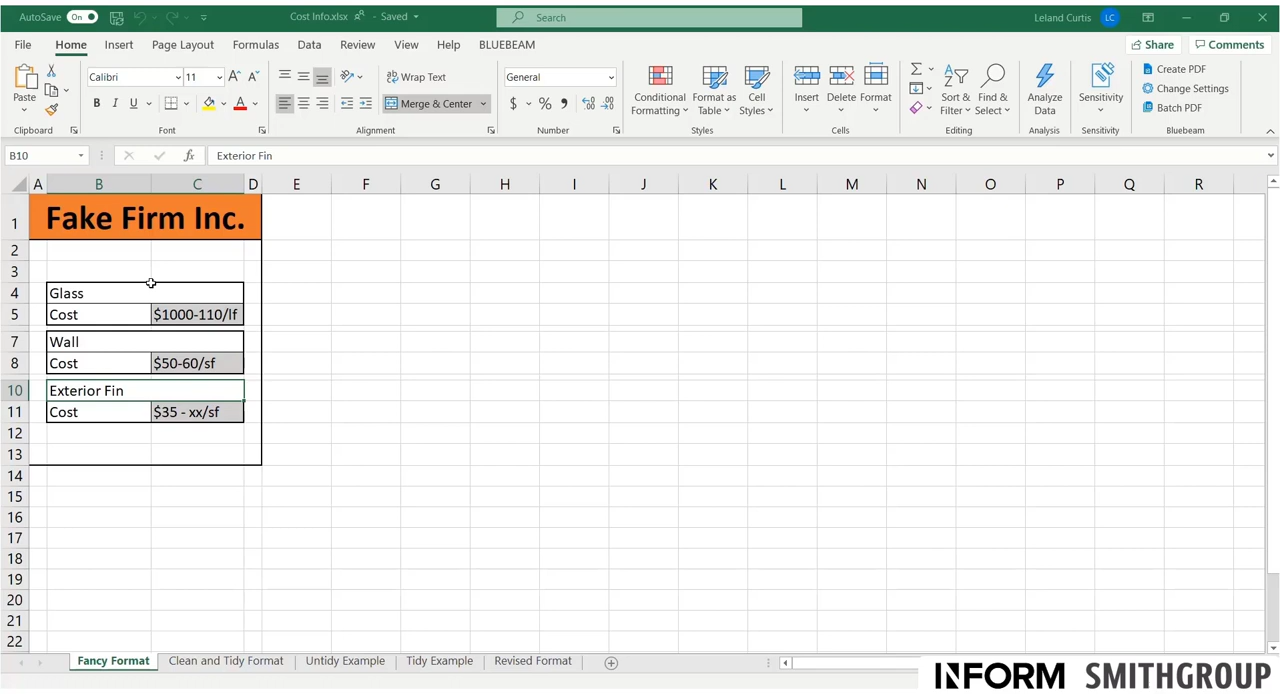 AutoSave On Cost Info.xlsx - Saved Search Leland Curtis LC
File Home Insert Page Layout Formulas Data Review View Help BLUEBEAM Share Comments
Paste Calibri 11 A A Wrap Text General Conditional Formatting Format as Table Cell Styles Insert Delete Format Sort & Filter Find & Select Analyze Data Sensitivity Create PDF
B I U A Merge & Center $ % Change Settings
Batch PDF
Clipboard Font Alignment Number Styles Cells Editing Analysis Sensitivity Bluebeam
B10 fx Exterior Fin
A B C D E F G H I J K L M N O P Q R
1 Fake Firm Inc.
2
3
4 Glass
5 Cost $1000-110/lf
7 Wall
8 Cost $50-60/sf
10 Exterior Fin
11 Cost $35 - xx/sf
12
13
14
15
16
17
18
19
20
21
22
Fancy Format Clean and Tidy Format Untidy Example Tidy Example Revised Format
INFORM SMITHGROUP